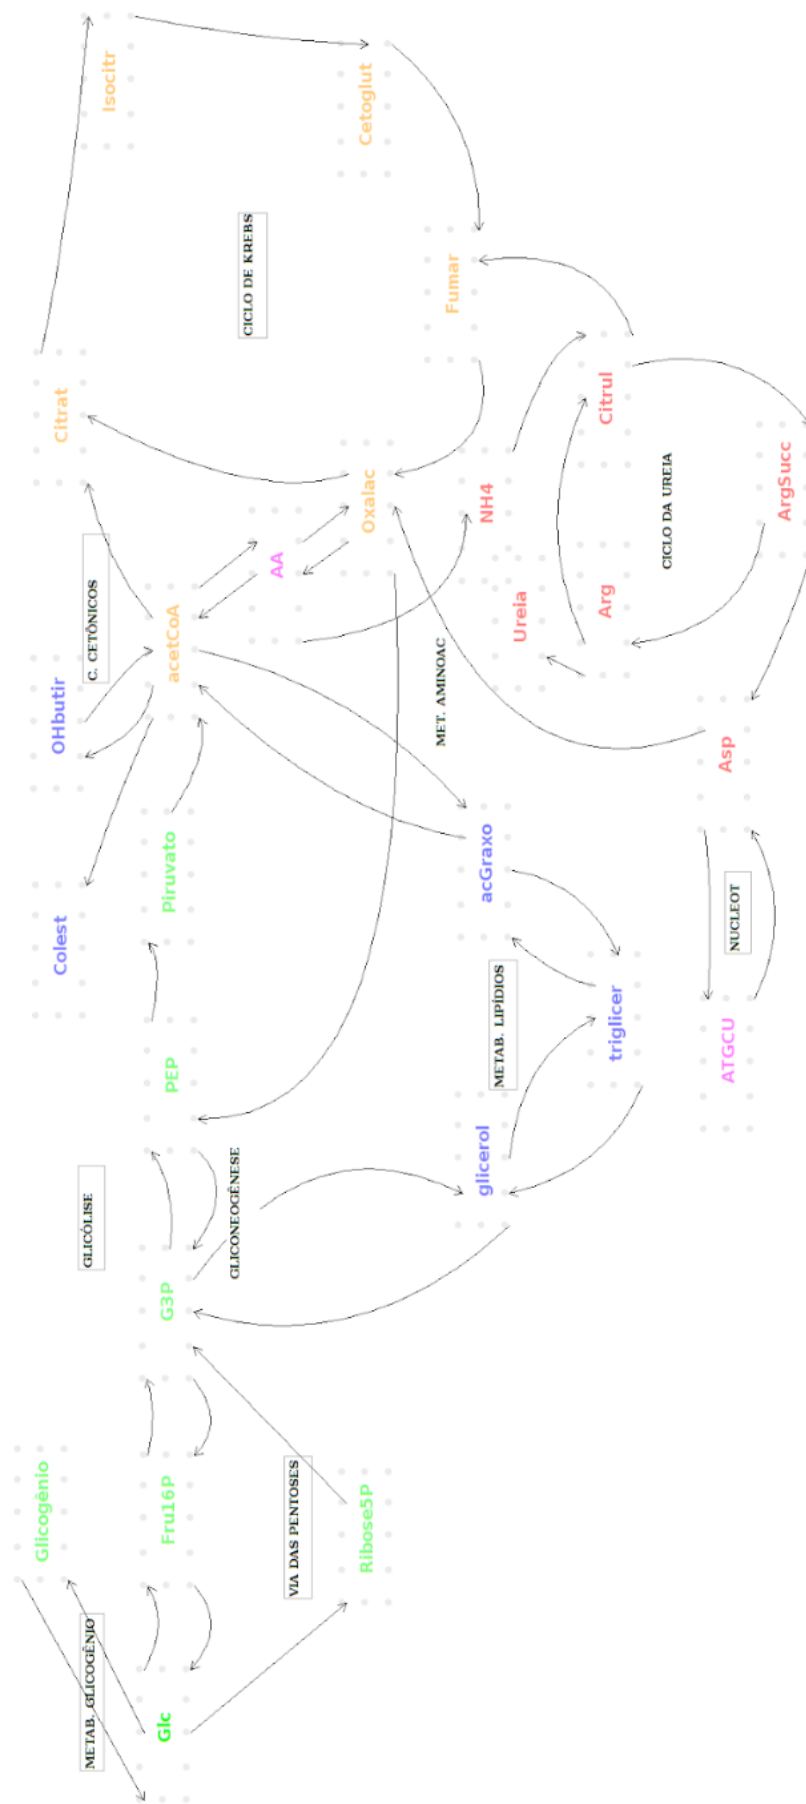 Glicogênio
METAB. GLICOGÊNIO
Glc
Fru16P
VIA DAS PENTOSES
Ribose5P
GLICÓLISE
G3P
GLICONEOGÊNESE
PEP
Piruvato
Colest
OHbutir
C. CETÔNICOS
acetCoA
AA
Citrat
Isocitr
CICLO DE KREBS
Cetoglut
Fumar
Oxalac
MET. AMINOAC
NH4
Ureia
Arg
Citrul
CICLO DA UREIA
ArgSucc
Asp
acGraxo
METAB. LIPÍDIOS
glicerol
triglicer
NUCLEOT
ATGCU